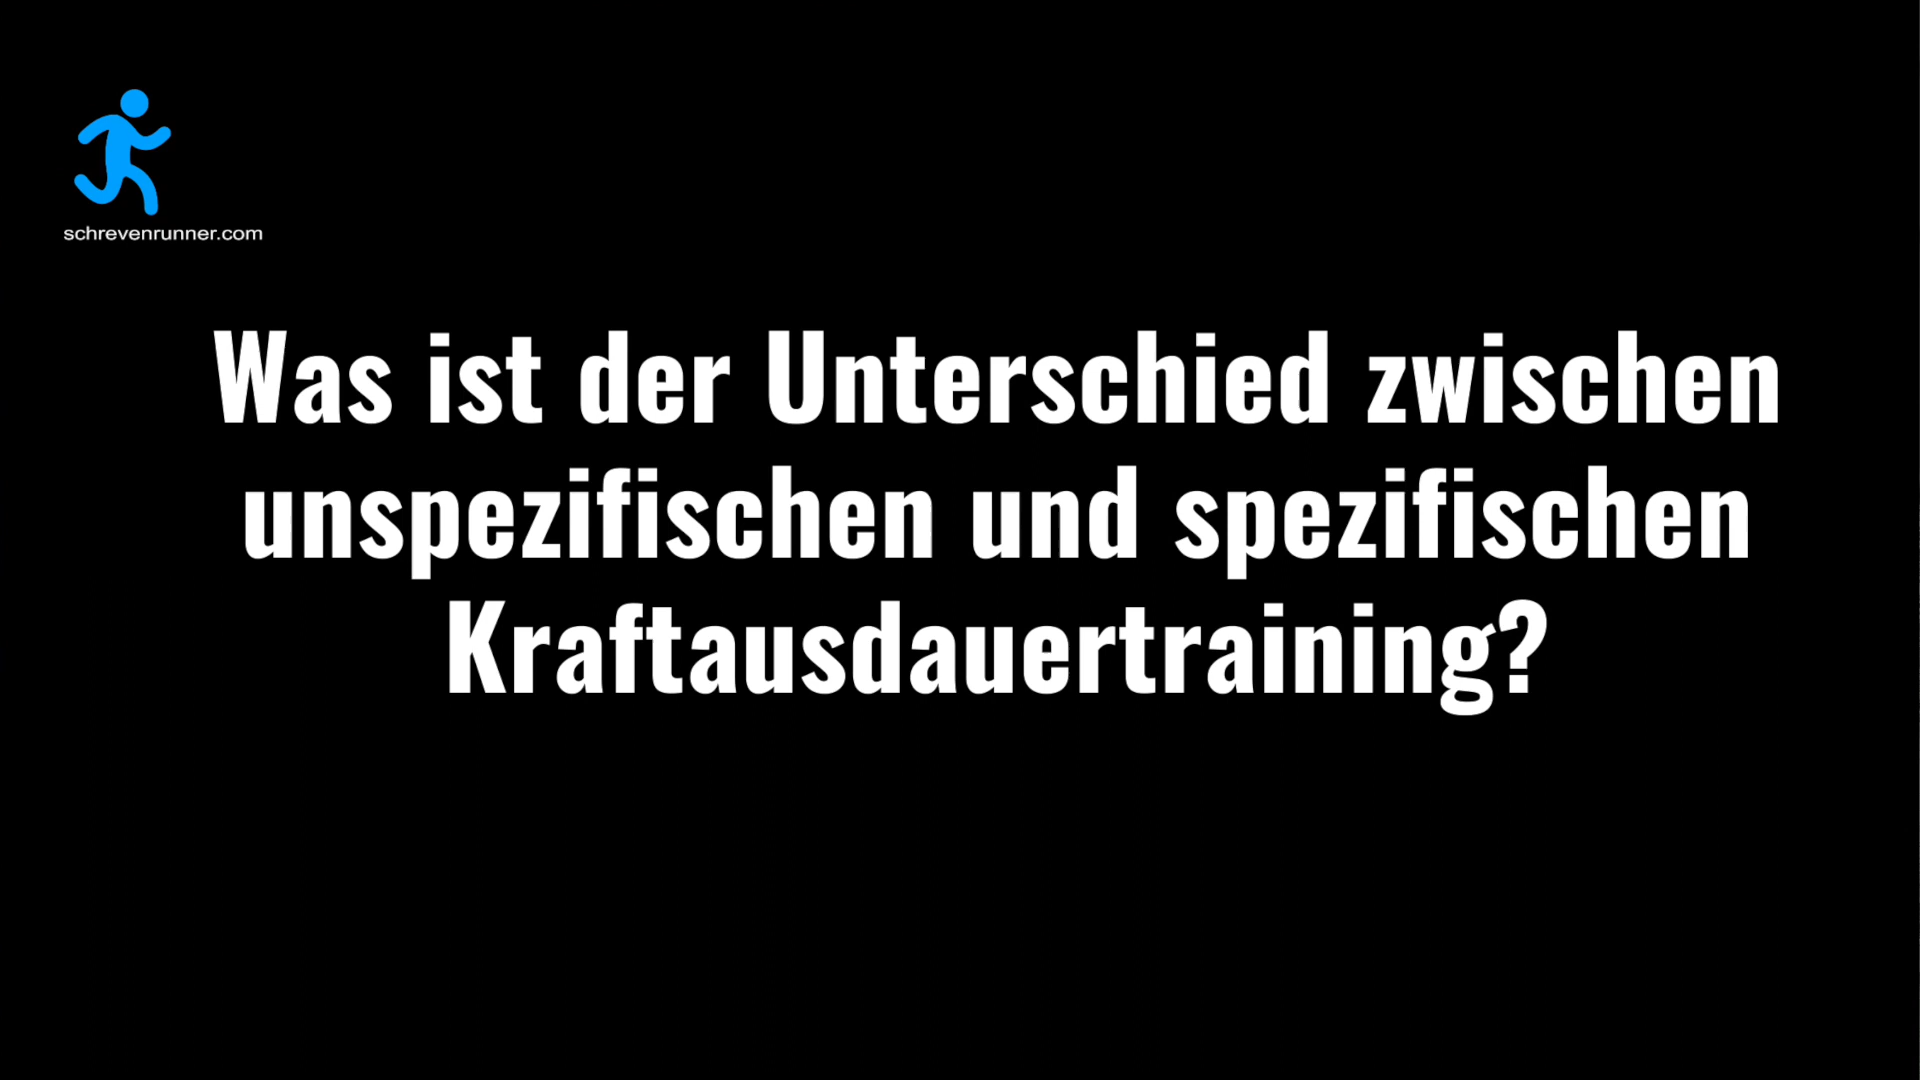 schrevenrunner.com
Was ist der Unterschied zwischen
unspezifischen und spezifischen
Kraftausdauertraining?